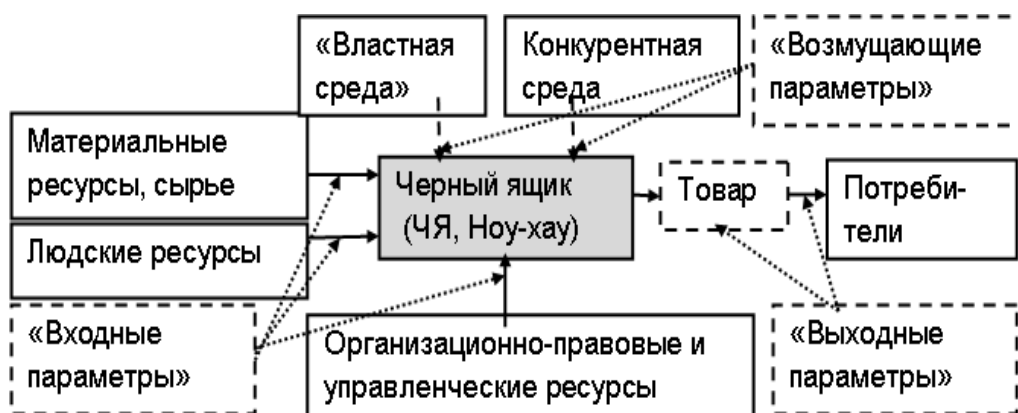 «Властная
среда»
Конкурентная
среда
«Возмущающие
параметры»
Материальные
ресурсы, сырье
Черный ящик
(ЧЯ, Ноу-хау)
Товар
Потреби-
тели
Людские ресурсы
«Входные
параметры»
Организационно-правовые и
управленческие ресурсы
«Выходные
параметры»